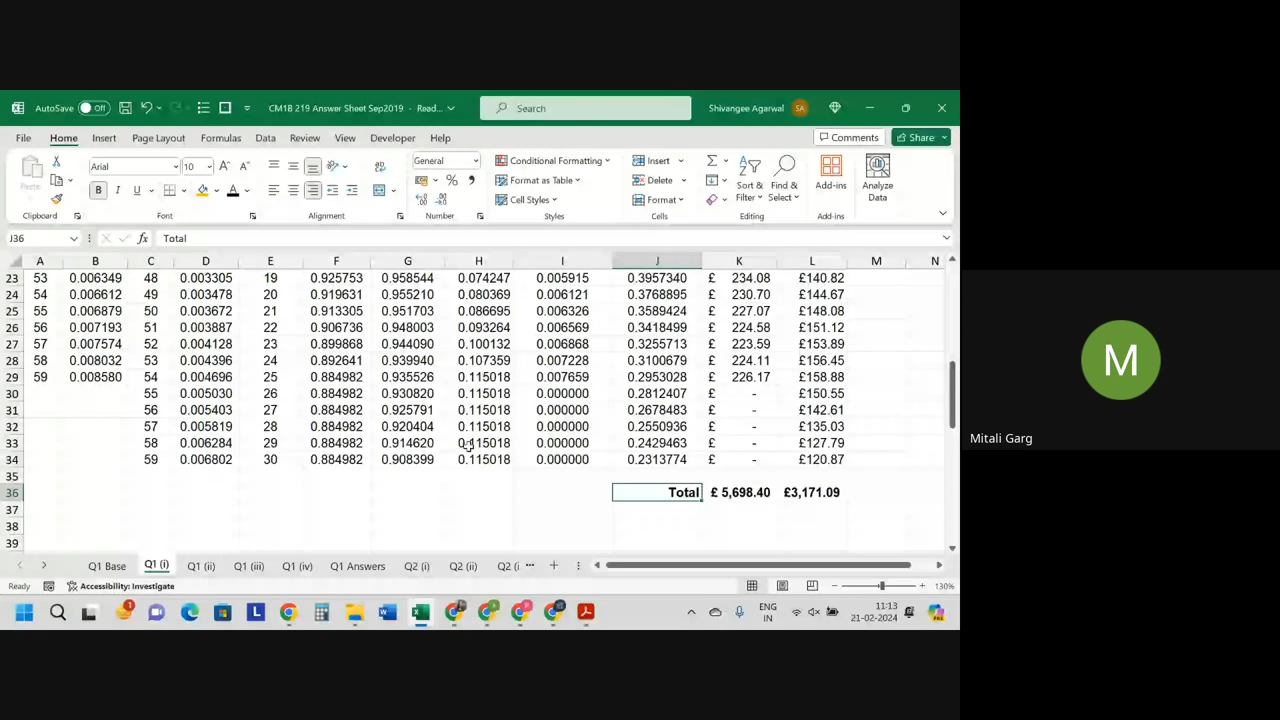 AutoSave Off CM1B 219 Answer Sheet Sep2019 - Read... Search Shivangee Agarwal SA
File Home Insert Page Layout Formulas Data Review View Developer Help Comments Share
Paste Arial 10 General Conditional Formatting Insert Sort & Filter Find & Select Add-ins Analyze Data
B I U Format as Table Delete
Cell Styles Format
Clipboard Font Alignment Number Styles Cells Editing Add-ins
J36 fx Total
A B C D E F G H I J K L M N
23 53 0.006349 48 0.003305 19 0.925753 0.958544 0.074247 0.005915 0.3957340 £ 234.08 £140.82
24 54 0.006612 49 0.003478 20 0.919631 0.955210 0.080369 0.006121 0.3768895 £ 230.70 £144.67
25 55 0.006879 50 0.003672 21 0.913305 0.951703 0.086695 0.006326 0.3589424 £ 227.07 £148.08
26 56 0.007193 51 0.003887 22 0.906736 0.948003 0.093264 0.006569 0.3418499 £ 224.58 £151.12
27 57 0.007574 52 0.004128 23 0.899868 0.944090 0.100132 0.006868 0.3255713 £ 223.59 £153.89
28 58 0.008032 53 0.004396 24 0.892641 0.939940 0.107359 0.007228 0.3100679 £ 224.11 £156.45
29 59 0.008580 54 0.004696 25 0.884982 0.935526 0.115018 0.007659 0.2953028 £ 226.17 £158.88
30 55 0.005030 26 0.884982 0.930820 0.115018 0.000000 0.2812407 £ - £150.55
31 56 0.005403 27 0.884982 0.925791 0.115018 0.000000 0.2678483 £ - £142.61
32 57 0.005819 28 0.884982 0.920404 0.115018 0.000000 0.2550936 £ - £135.03
33 58 0.006284 29 0.884982 0.914620 0.115018 0.000000 0.2429463 £ - £127.79
34 59 0.006802 30 0.884982 0.908399 0.115018 0.000000 0.2313774 £ - £120.87
35
36 Total £ 5,698.40 £3,171.09
37
38
39
Q1 Base Q1 (i) Q1 (ii) Q1 (iii) Q1 (iv) Q1 Answers Q2 (i) Q2 (ii) Q2 (i ...
Ready Accessibility: Investigate 130%
ENG IN 11:13 21-02-2024
M
Mitali Garg